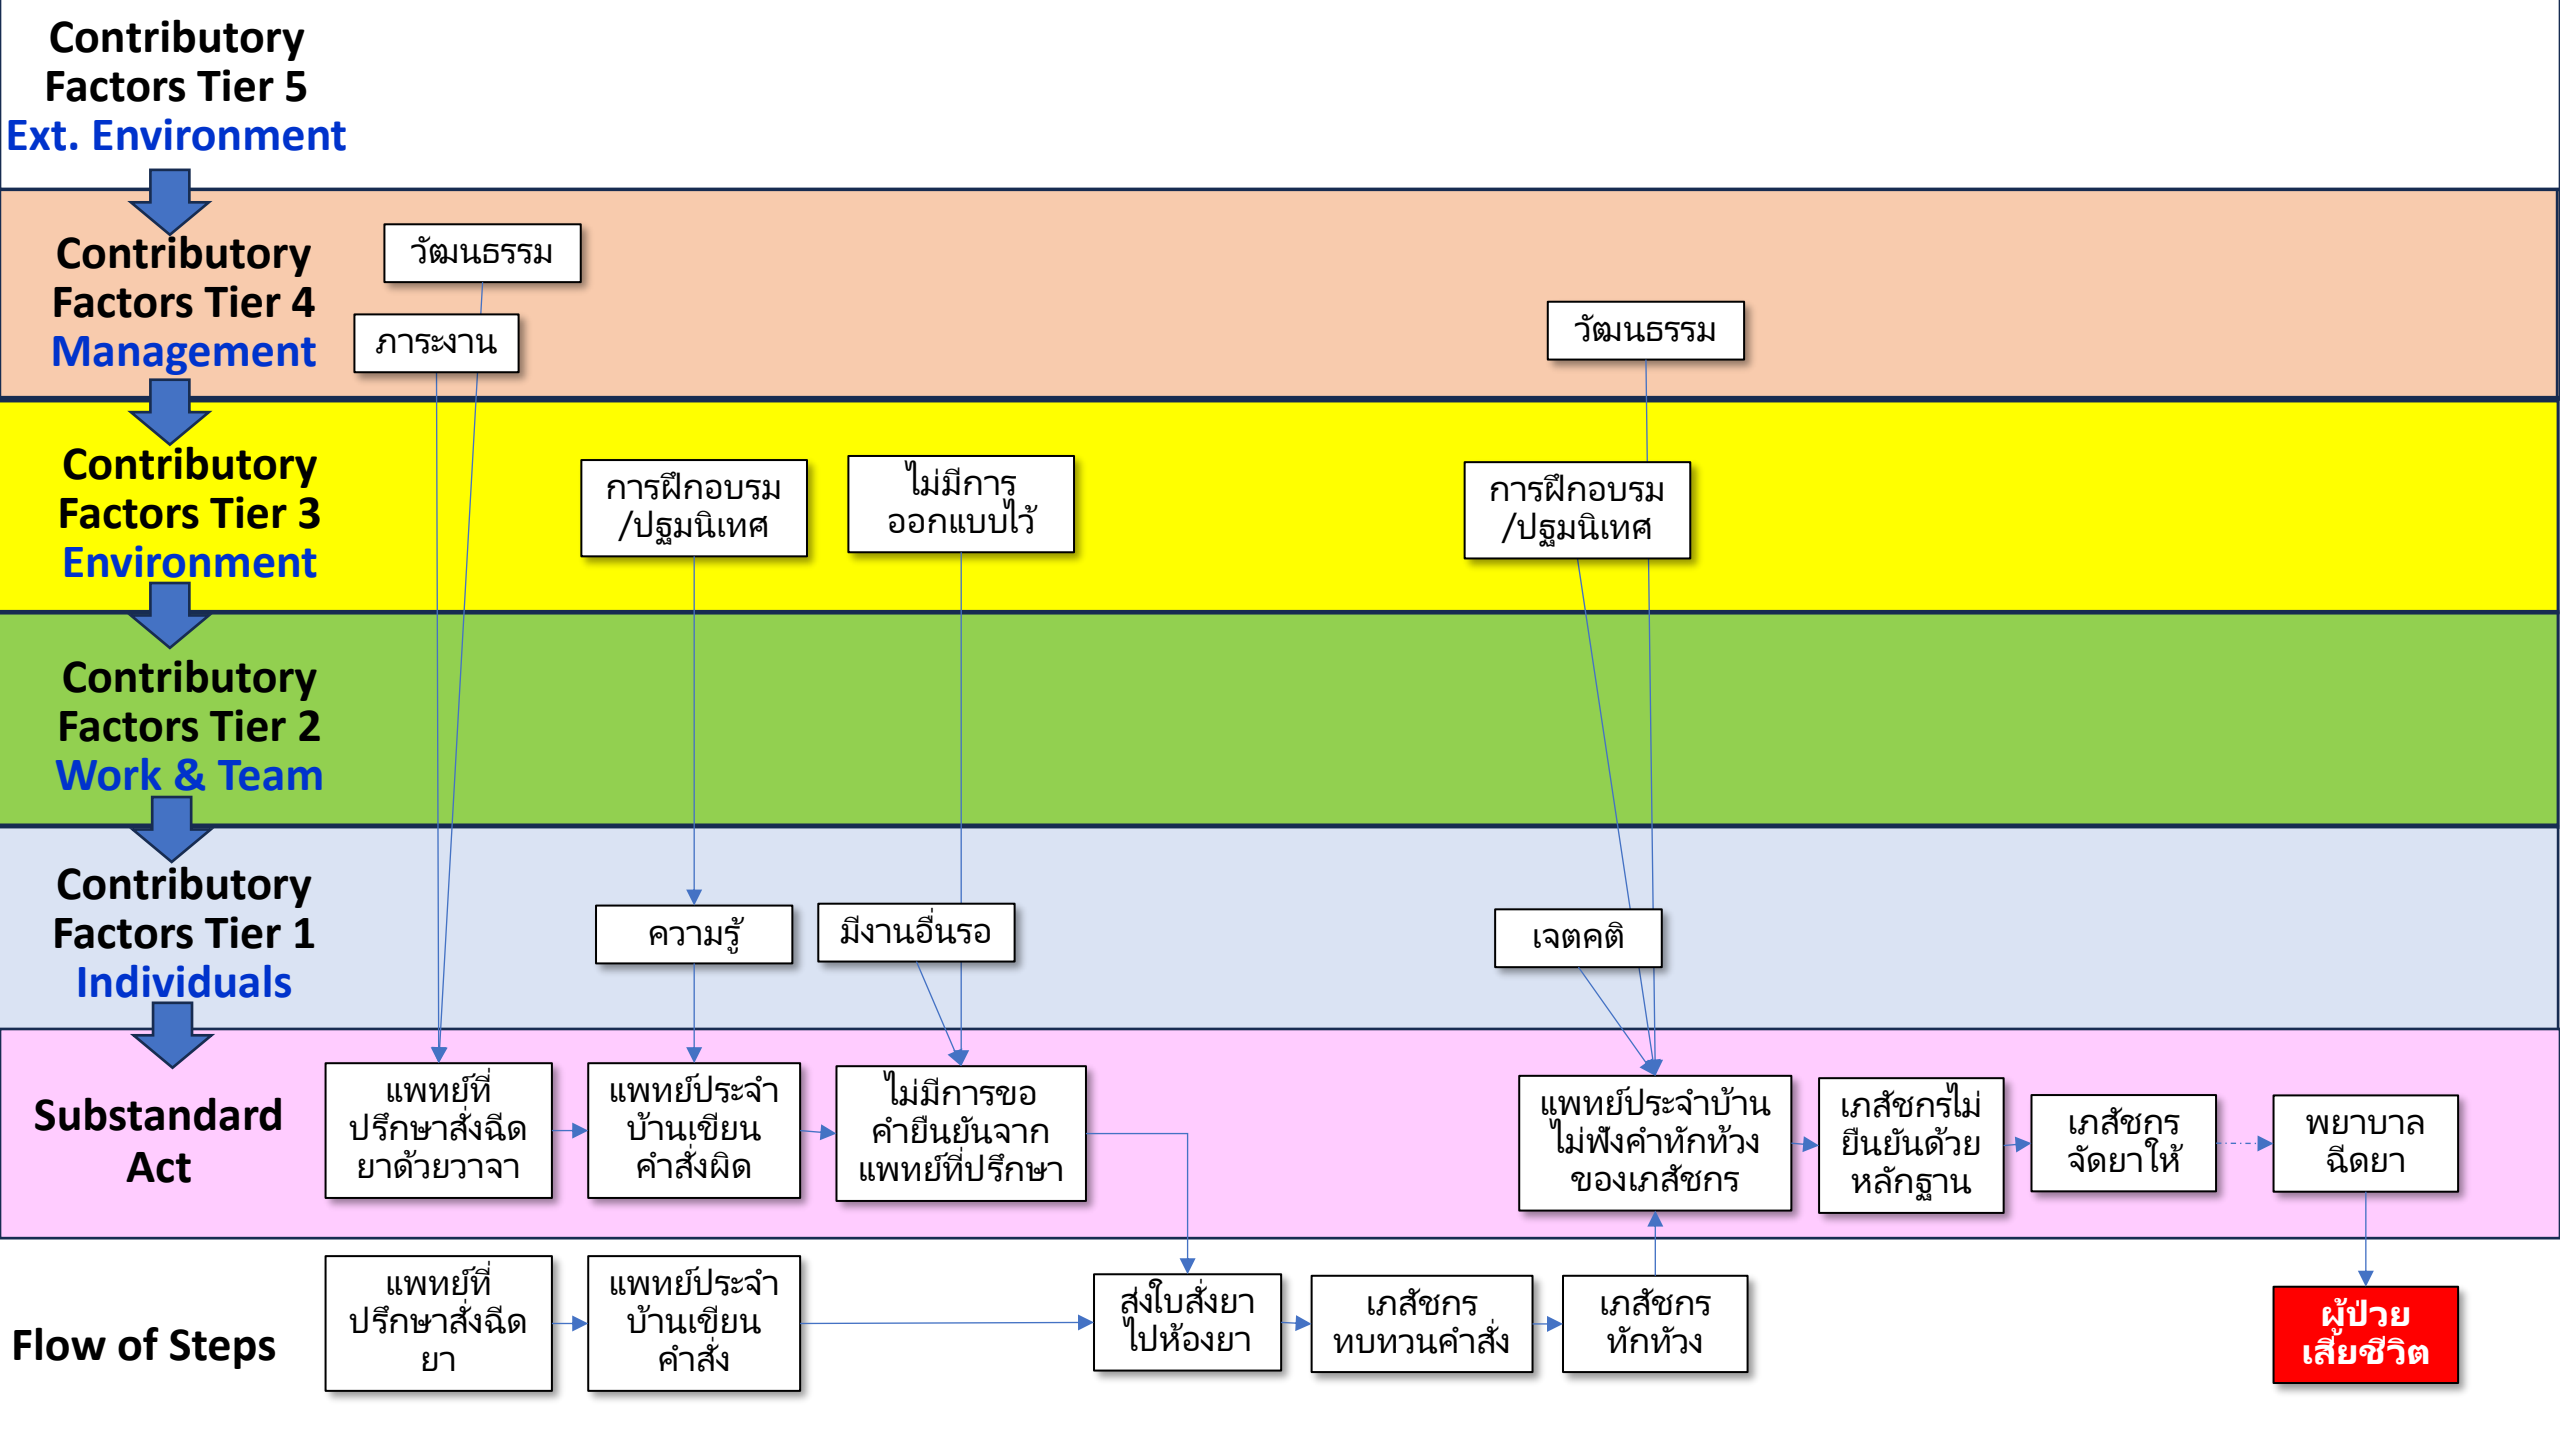 Contributory
Factors Tier 5
Ext. Environment
Contributory
Factors Tier 4
Management
วัฒนธรรม
ภาระงาน
วัฒนธรรม
Contributory
Factors Tier 3
Environment
การฝึกอบรม
/ปฐมนิเทศ
ไม่มีการ
ออกแบบไว้
การฝึกอบรม
/ปฐมนิเทศ
Contributory
Factors Tier 2
Work & Team
Contributory
Factors Tier 1
Individuals
ความรู้
มีงานอื่นรอ
เจตคติ
Substandard
Act
แพทย์ที่
ปรึกษาสั่งฉีด
ยาด้วยวาจา
แพทย์ประจำ
บ้านเขียน
คำสั่งผิด
ไม่มีการขอ
คำยืนยันจาก
แพทย์ที่ปรึกษา
แพทย์ประจำบ้าน
ไม่ฟังคำทักท้วง
ของเภสัชกร
เภสัชกรไม่
ยืนยันด้วย
หลักฐาน
เภสัชกร
จัดยาให้
พยาบาล
ฉีดยา
Flow of Steps
แพทย์ที่
ปรึกษาสั่งฉีด
ยา
แพทย์ประจำ
บ้านเขียน
คำสั่ง
ส่งใบสั่งยา
ไปห้องยา
เภสัชกร
ทบทวนคำสั่ง
เภสัชกร
ทักท้วง
ผู้ป่วย
เสียชีวิต